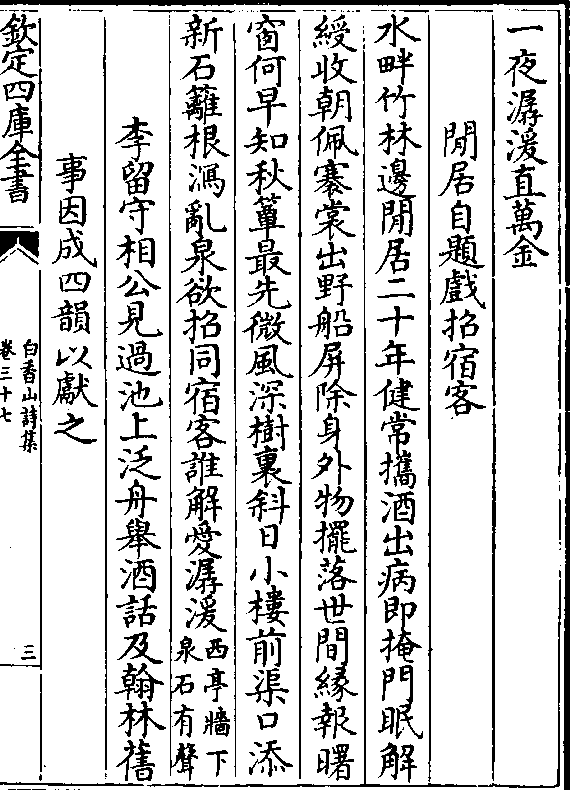 一夜潺湲直萬金
閒居自題戲招宿客
水畔竹林邊閒居二十年健常攜酒出病即掩門眠解
綬收朝佩褰裳出野船屏除身外物擺落世間緣報曙
窗何早知秋簟最先微風深樹裏斜日小樓前渠口添
新石籬根瀉亂泉欲招同宿客誰解愛潺湲西亭牆下泉石有聲
李留守相公見過池上泛舟舉酒話及翰林舊
事因成四韻以獻之
欽定四庫全書
白香山詩集
卷三十七
三